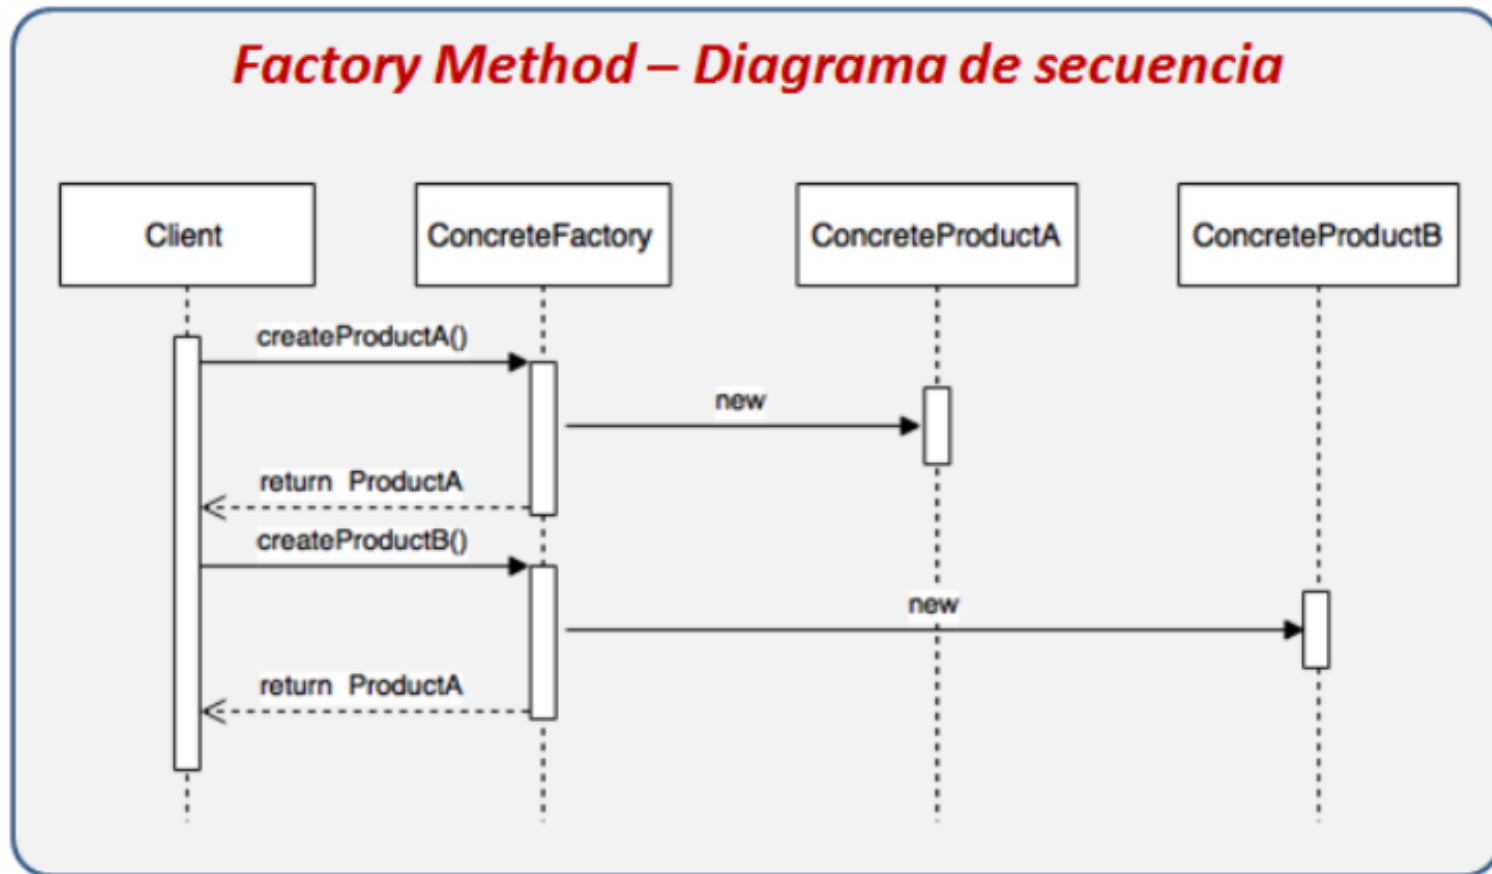 Factory Method – Diagrama de secuencia
Client
ConcreteFactory
ConcreteProductA
ConcreteProductB
createProductA()
new
return ProductA
createProductB()
new
return ProductA